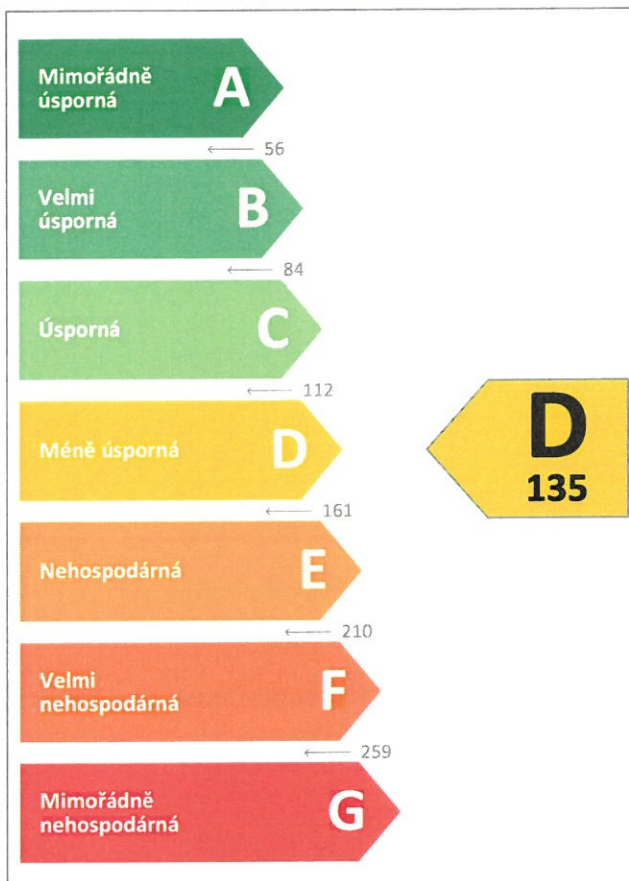 Mimořádně
úsporná
A
← 56
Velmi
úsporná
B
← 84
Úsporná
C
← 112
Méně úsporná
D
← 161
D
135
Nehospodárná
E
← 210
Velmi
nehospodárná
F
← 259
Mimořádně
nehospodárná
G